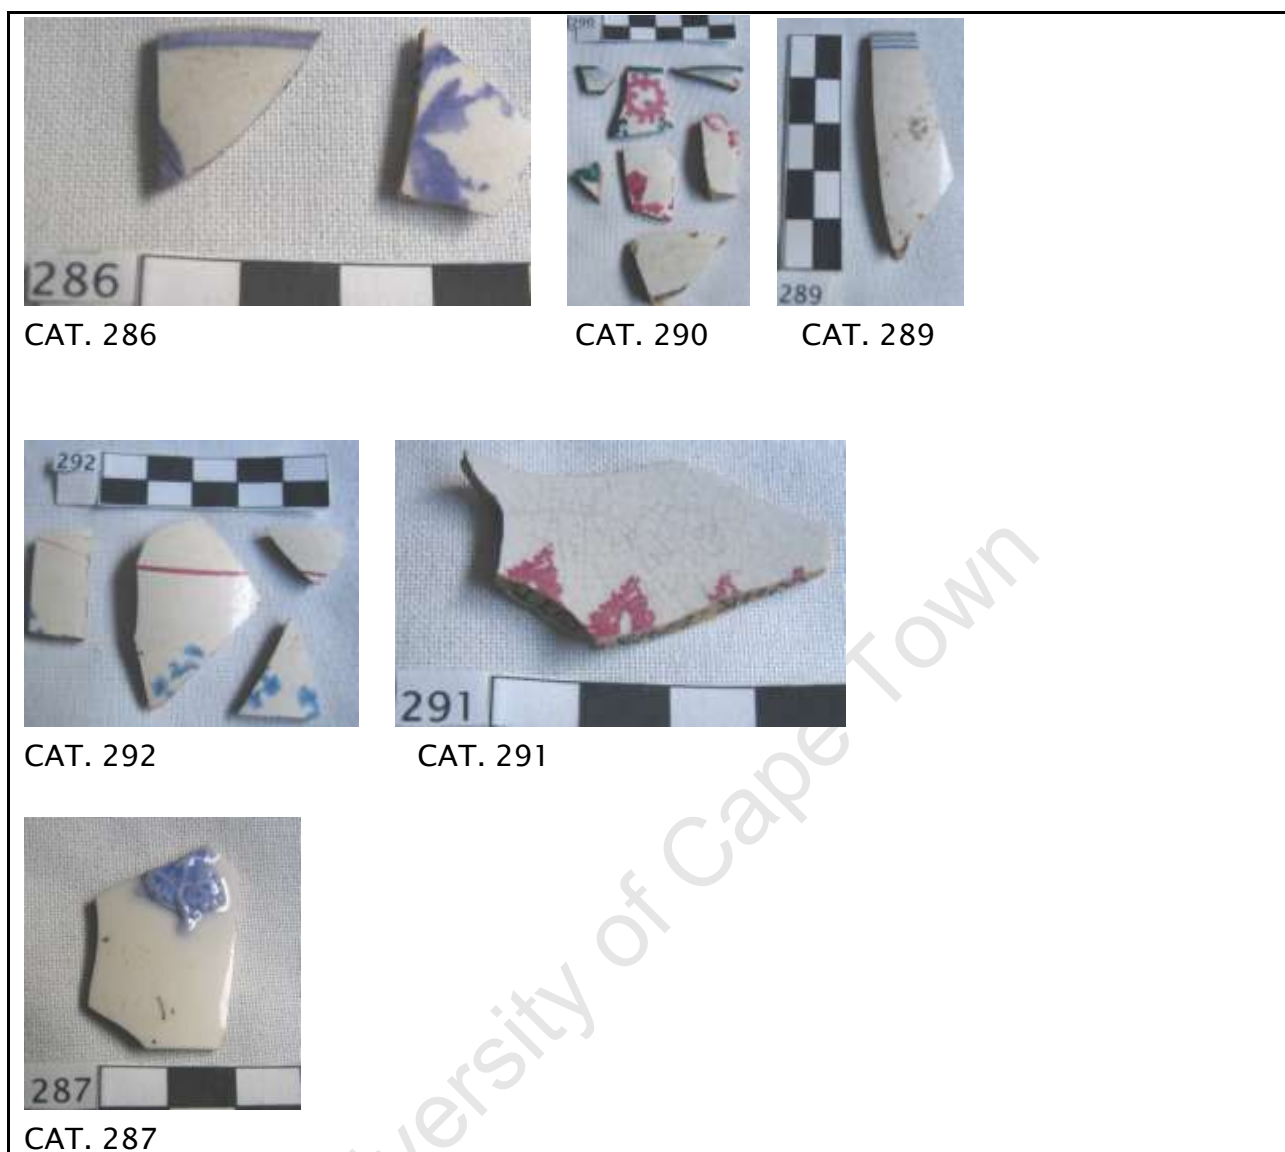 290
286
289
CAT. 286
CAT. 290
CAT. 289
292
291
CAT. 292
CAT. 291
287
CAT. 287
University of Cape Town